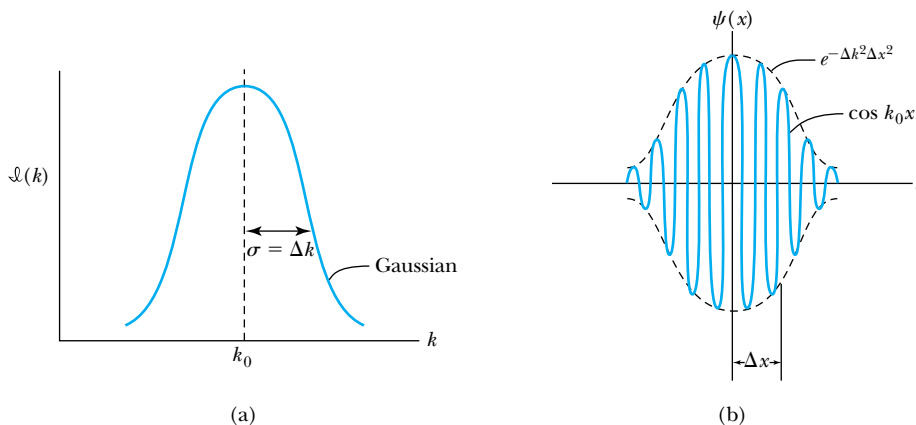 ℐ(k)
σ = Δk
Gaussian
k₀
k
(a)
ψ(x)
e^{−Δk²Δx²}
cos k₀x
Δx
(b)